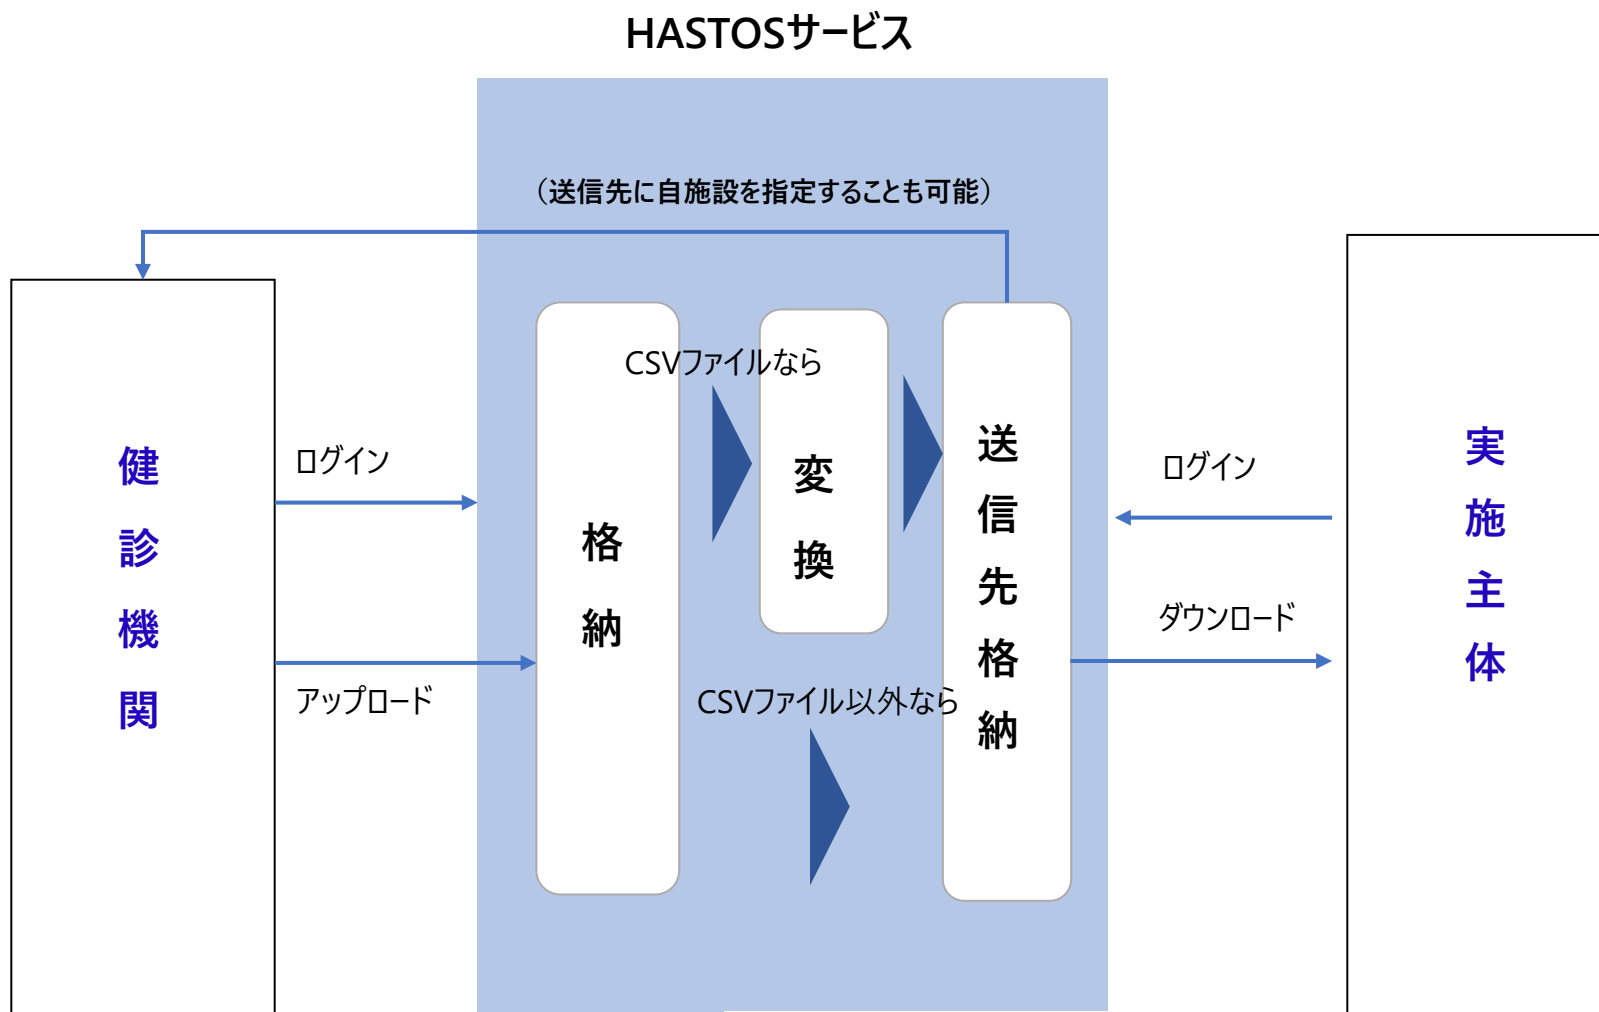 HASTOSサービス
（送信先に自施設を指定することも可能）
健診機関
ログイン
アップロード
格納
CSVファイルなら
変換
CSVファイル以外なら
送信先格納
ログイン
ダウンロード
実施主体